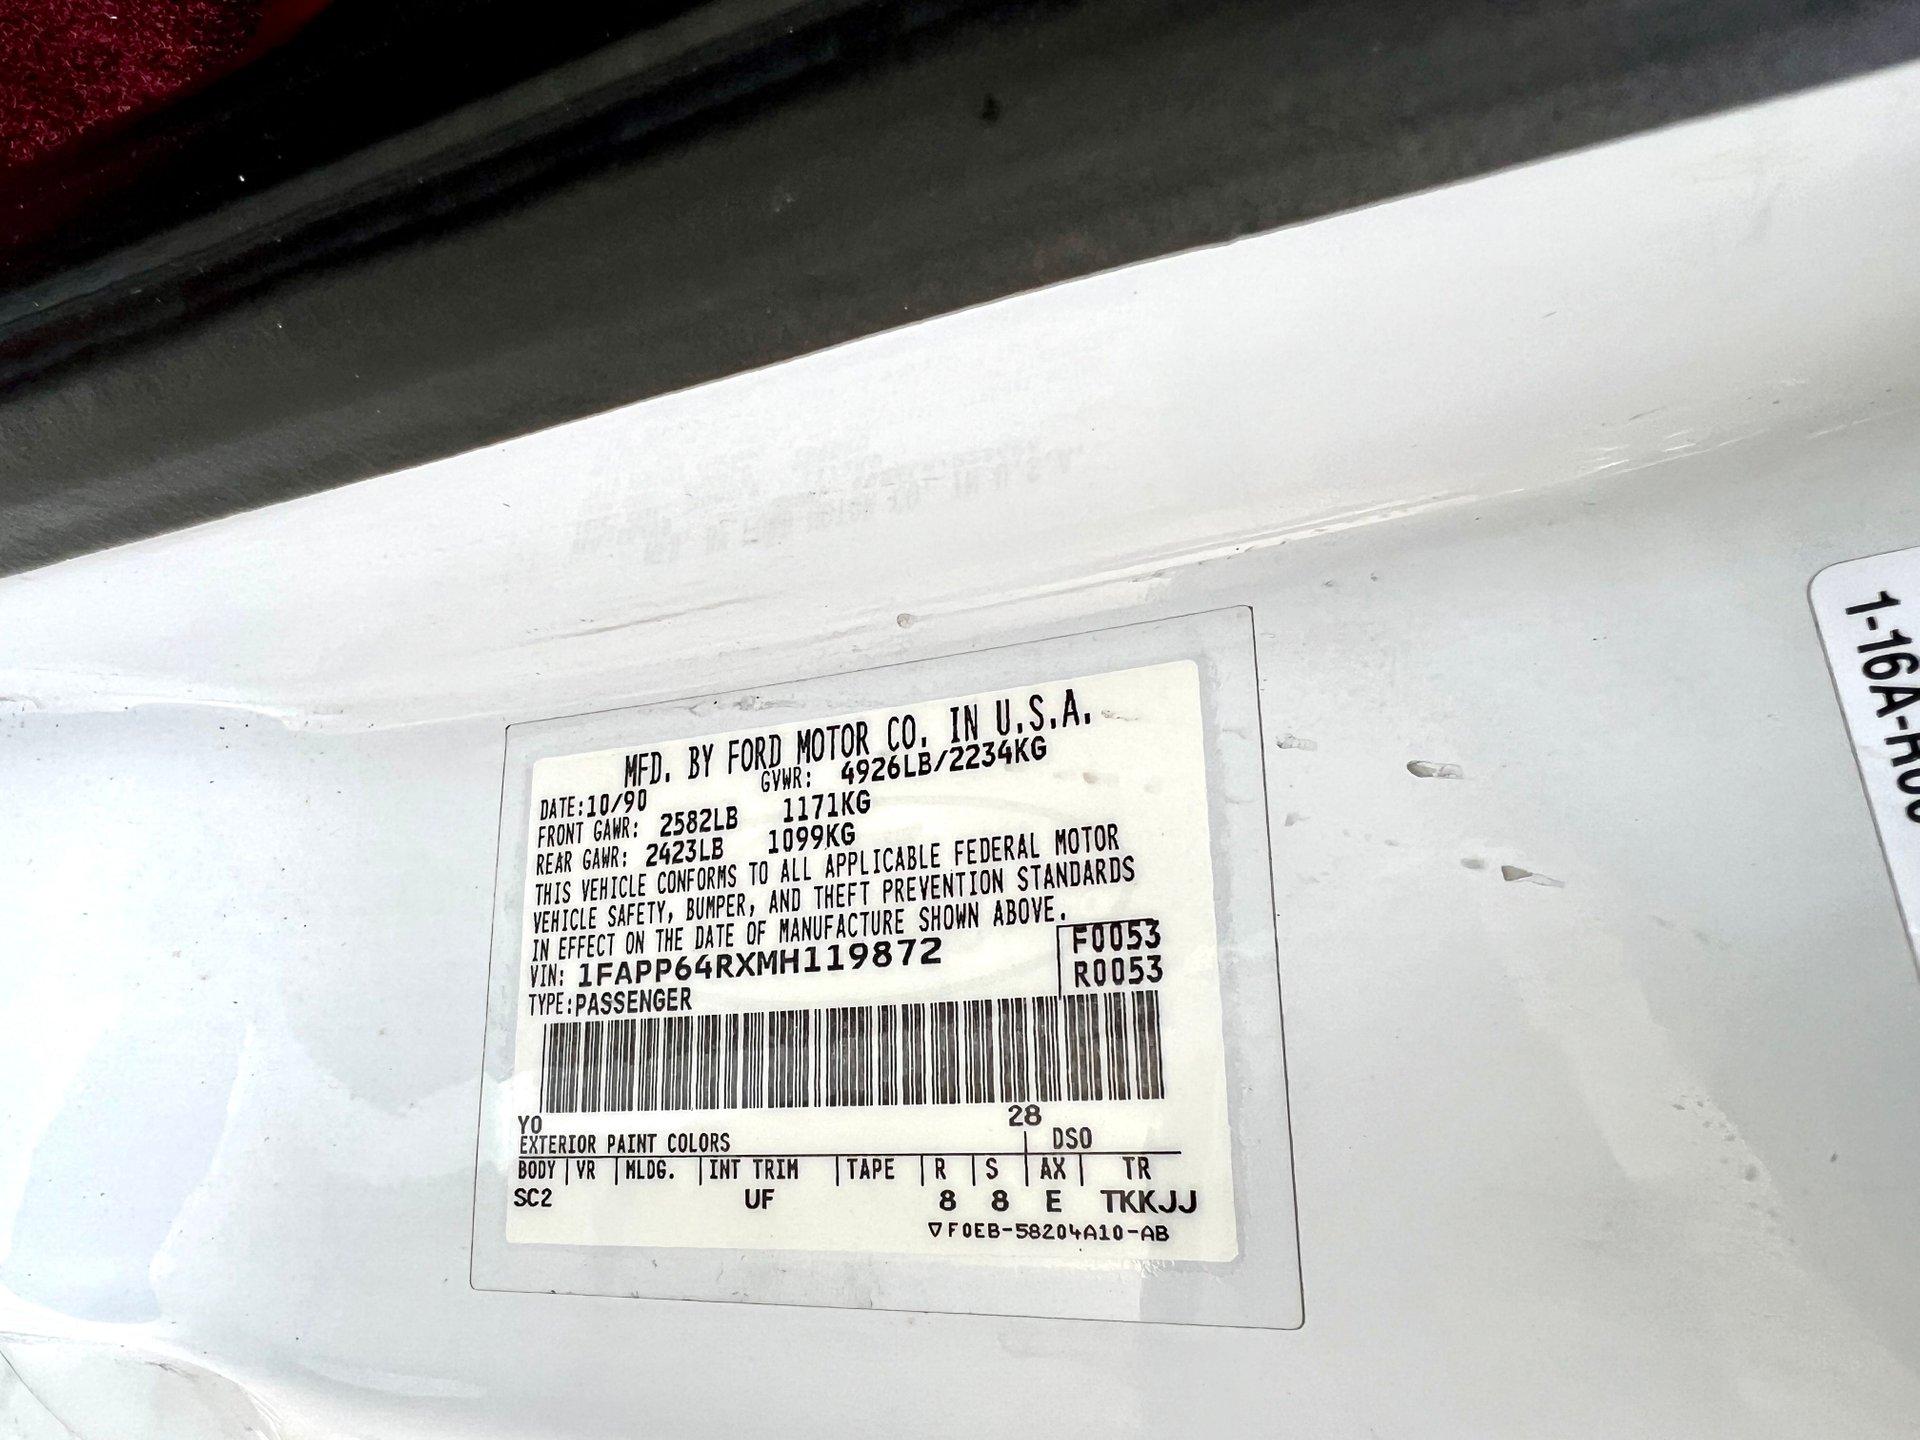 MFD. BY FORD MOTOR CO. IN U.S.A.
DATE:10/90 GVWR: 4926LB/2234KG
FRONT GAWR: 2582LB 1171KG
REAR GAWR: 2423LB 1099KG
THIS VEHICLE CONFORMS TO ALL APPLICABLE FEDERAL MOTOR
VEHICLE SAFETY, BUMPER, AND THEFT PREVENTION STANDARDS
IN EFFECT ON THE DATE OF MANUFACTURE SHOWN ABOVE.
VIN: 1FAPP64RXMH119872 F0053
TYPE:PASSENGER R0053
YO 28
EXTERIOR PAINT COLORS DSO
BODY VR MLDG. INT TRIM TAPE R S AX TR
SC2 UF 8 8 E TKKJJ
▽F0EB-58204A10-AB